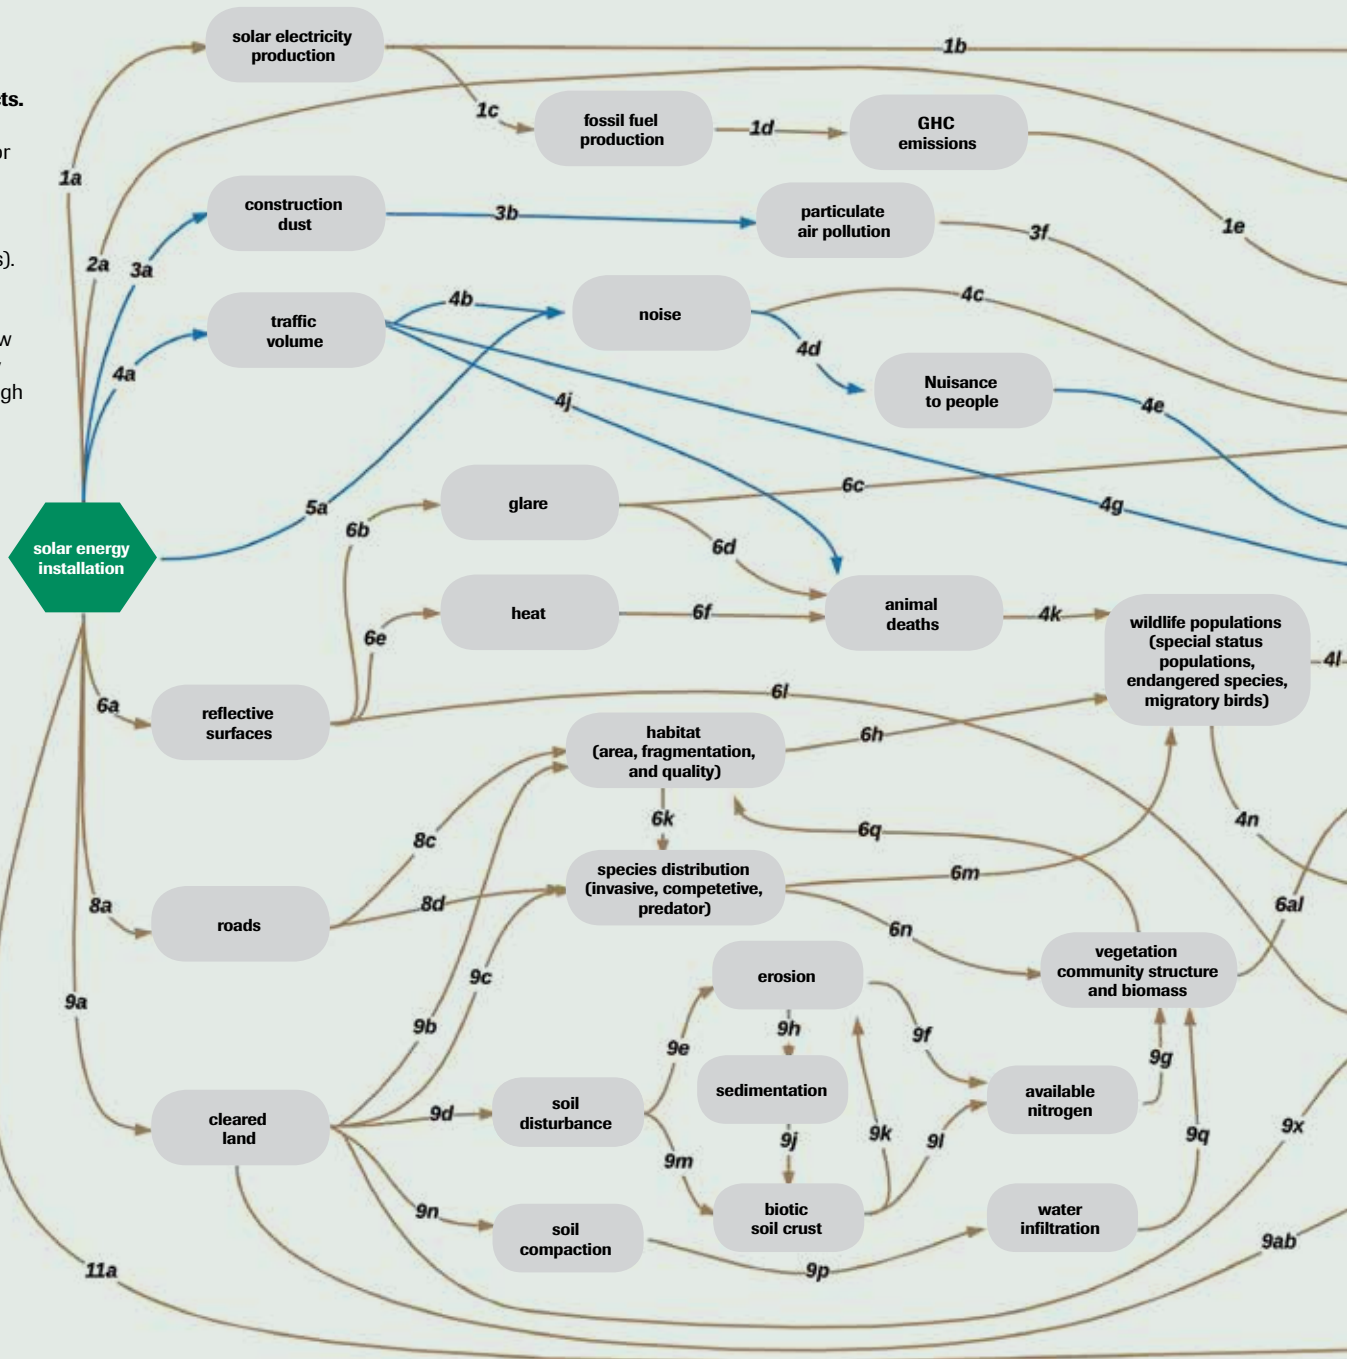 solar electricity
production
1b
cts.
1c
fossil fuel
production
1d
GHC
emissions
or
1a
construction
dust
3b
particulate
air pollution
3f
1e
2a
3a
s).
traffic
volume
4b
noise
4c
w
4a
4d
gh
Nuisance
to people
4e
4j
glare
6c
4g
5a
6b
6d
solar energy
installation
heat
6f
animal
deaths
4k
6e
wildlife populations
(special status
populations,
endangered species,
migratory birds)
4l
6a
reflective
surfaces
6l
habitat
(area, fragmentation,
and quality)
6h
6k
6q
4n
8c
species distribution
(invasive, competetive,
predator)
6m
8a
roads
8d
6n
6al
9c
erosion
vegetation
community structure
and biomass
9a
9b
9e
9h
9f
9g
sedimentation
available
nitrogen
cleared
land
9d
soil
disturbance
9j
9k
9l
9q
9x
9m
9n
soil
compaction
biotic
soil crust
water
infiltration
9p
9ab
11a